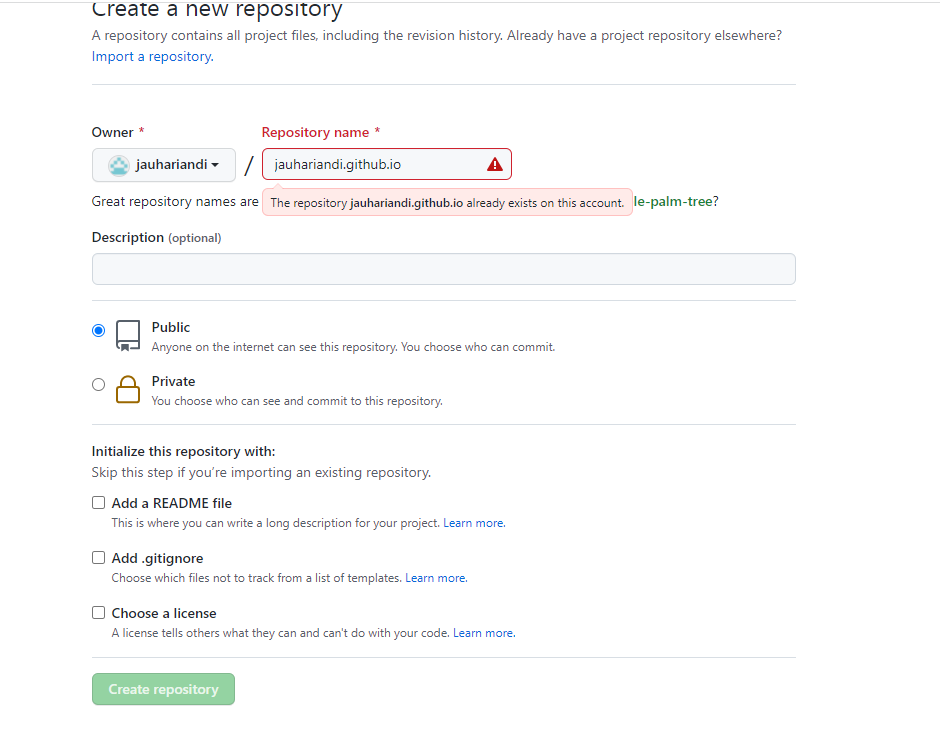 Create a new repository
A repository contains all project files, including the revision history. Already have a project repository elsewhere?
Import a repository.
Owner *
Repository name *
jauhariandi
/
jauhariandi.github.io
Great repository names are
The repository jauhariandi.github.io already exists on this account.
le-palm-tree?
Description (optional)
Public
Anyone on the internet can see this repository. You choose who can commit.
Private
You choose who can see and commit to this repository.
Initialize this repository with:
Skip this step if you're importing an existing repository.
Add a README file
This is where you can write a long description for your project. Learn more.
Add .gitignore
Choose which files not to track from a list of templates. Learn more.
Choose a license
A license tells others what they can and can't do with your code. Learn more.
Create repository